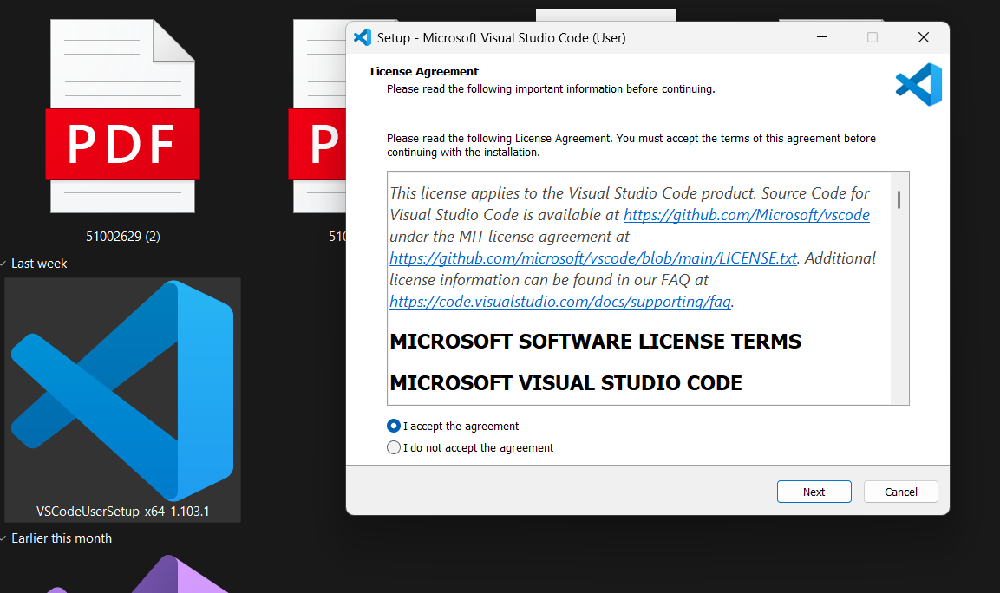 PDF
51002629 (2)
P
510
Last week
VSCodeUserSetup-x64-1.103.1
Earlier this month
Setup - Microsoft Visual Studio Code (User)
License Agreement
Please read the following important information before continuing.
Please read the following License Agreement. You must accept the terms of this agreement before
continuing with the installation.
This license applies to the Visual Studio Code product. Source Code for
Visual Studio Code is available at https://github.com/Microsoft/vscode
under the MIT license agreement at
https://github.com/microsoft/vscode/blob/main/LICENSE.txt. Additional
license information can be found in our FAQ at
https://code.visualstudio.com/docs/supporting/faq.
MICROSOFT SOFTWARE LICENSE TERMS
MICROSOFT VISUAL STUDIO CODE
I accept the agreement
I do not accept the agreement
Next
Cancel